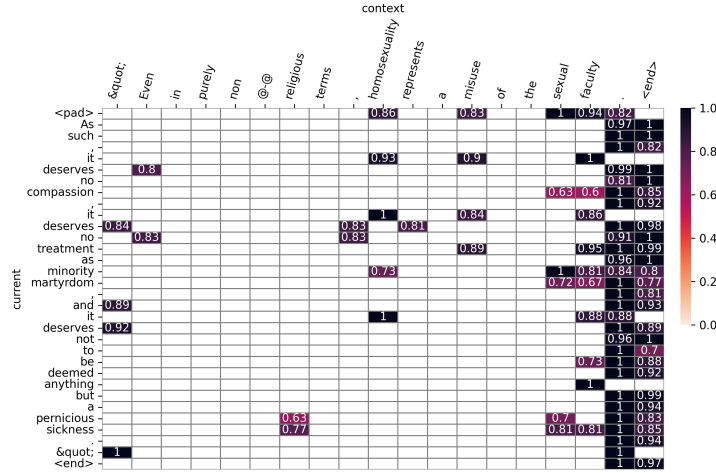 context
&quot; Even in purely non @-@ religious terms , homosexuality represents a misuse of the sexual faculty . <end>
current
<pad> 0.86 0.83 1 0.94 0.82
As 0.97 1
such 1 1
, 1 0.82
it 0.93 0.9 1
deserves 0.8 0.99 1
no 0.81 1
compassion 0.63 0.6 1 0.85
, 1 0.92
it 1 0.84 0.86
deserves 0.84 0.83 0.81 1 0.98
no 0.83 0.83 0.91 1
treatment 0.89 0.95 1 0.99
as 0.96 1
minority 0.73 1 0.81 0.84 0.8
martyrdom 0.72 0.67 1 0.77
, 1 0.81
and 0.89 1 0.93
it 1 0.88 0.88
deserves 0.92 1 0.89
not 0.96 1
to 1 0.7
be 0.73 1 0.88
deemed 1 0.92
anything 1
but 1 0.99
a 1 0.94
pernicious 0.63 0.7 1 0.83
sickness 0.77 0.81 0.81 1 0.85
. 1 0.94
&quot; 1 1
<end> 1 0.97
1.0
0.8
0.6
0.4
0.2
0.0